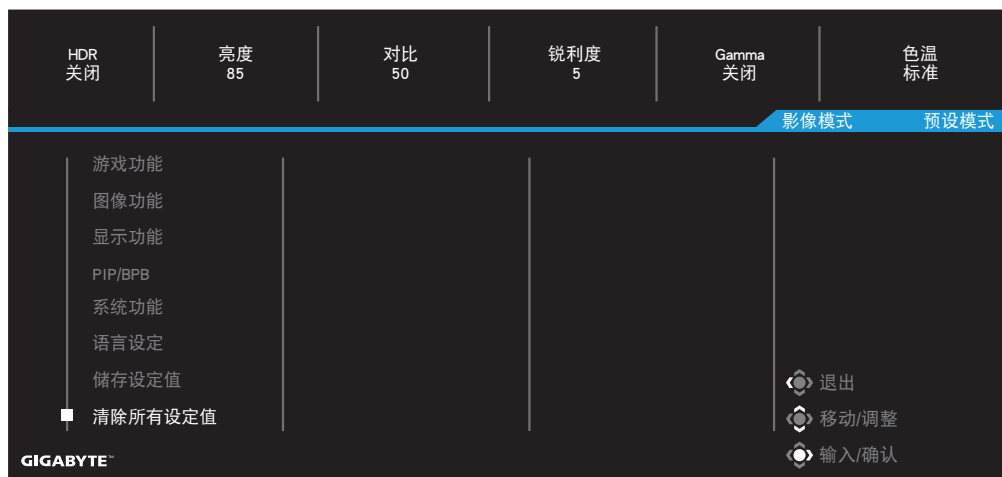 HDR 亮度 对比 锐利度 Gamma 色温
关闭 85 50 5 关闭 标准
影像模式 预设模式
游戏功能
图像功能
显示功能
PIP/BPB
系统功能
语言设定
储存设定值
清除所有设定值
退出
移动/调整
输入/确认
GIGABYTE™